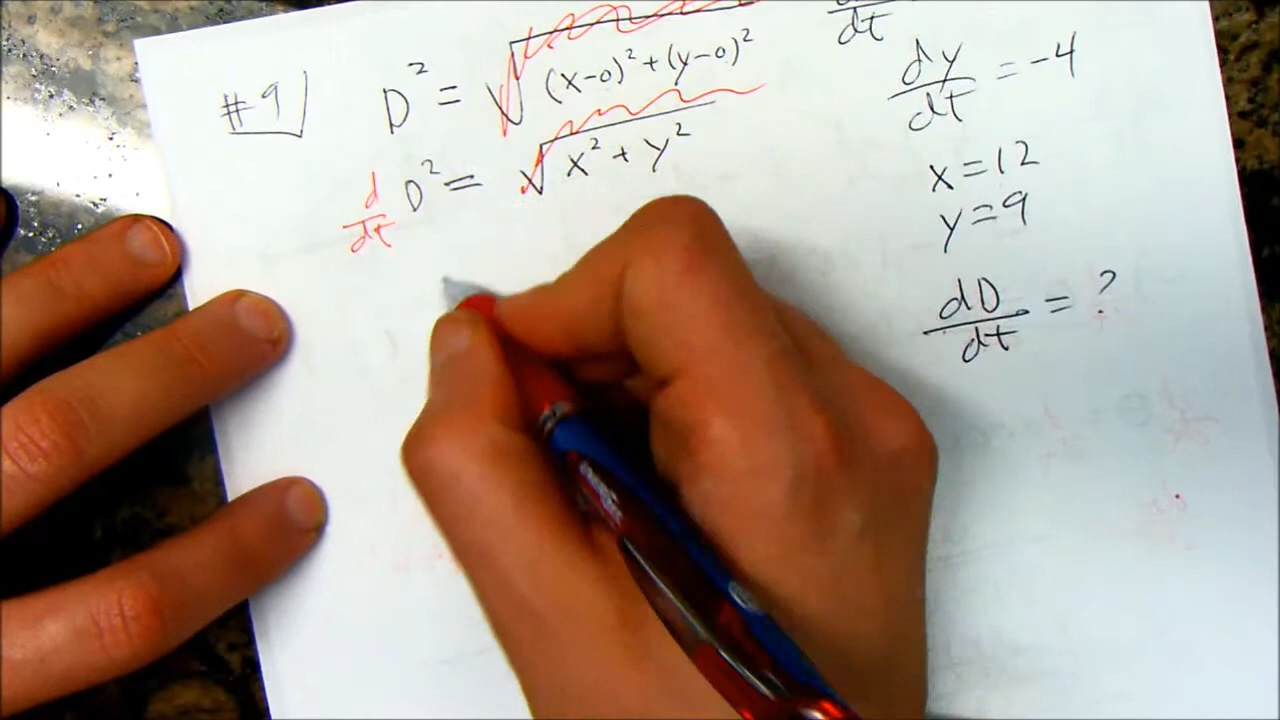 #9
D² = √(x-0)²+(y-0)²
d/dt D² = √x² + y²
dt
dy/dt = -4
x=12
y=9
dD/dt = ?